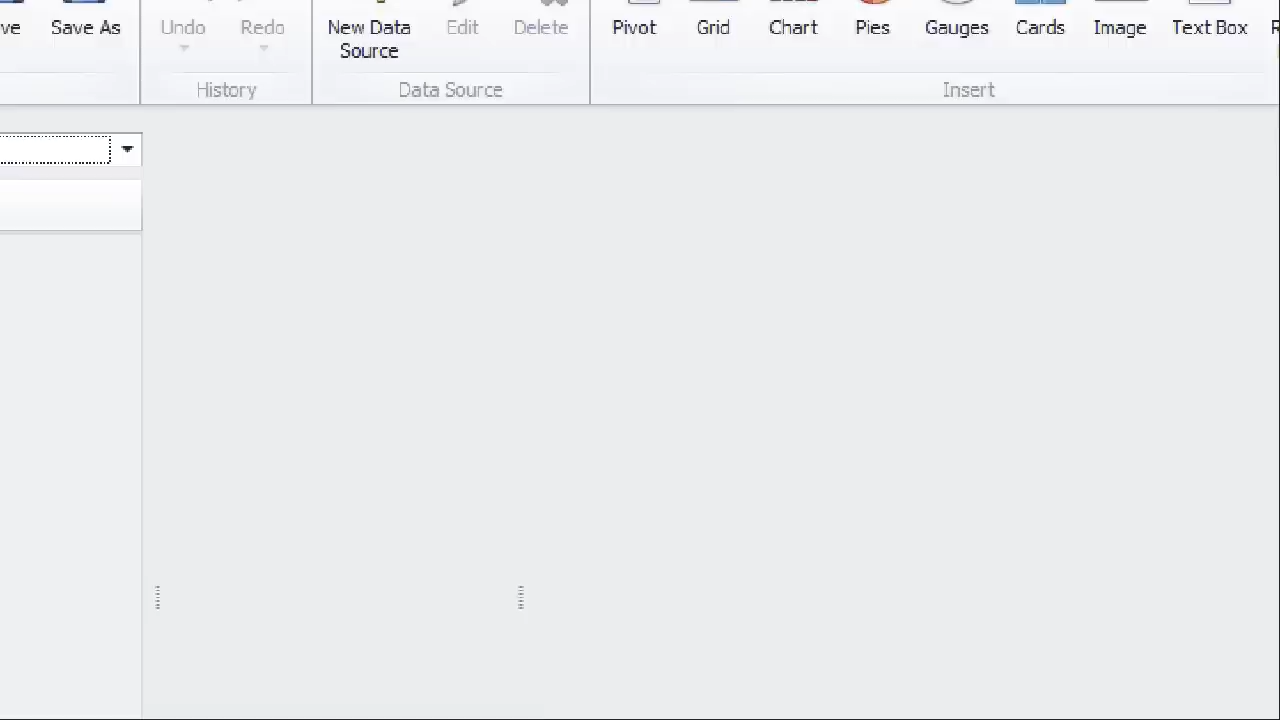 Save As
Undo
Redo
New Data
Source
Edit
Delete
Pivot
Grid
Chart
Pies
Gauges
Cards
Image
Text Box
History
Data Source
Insert